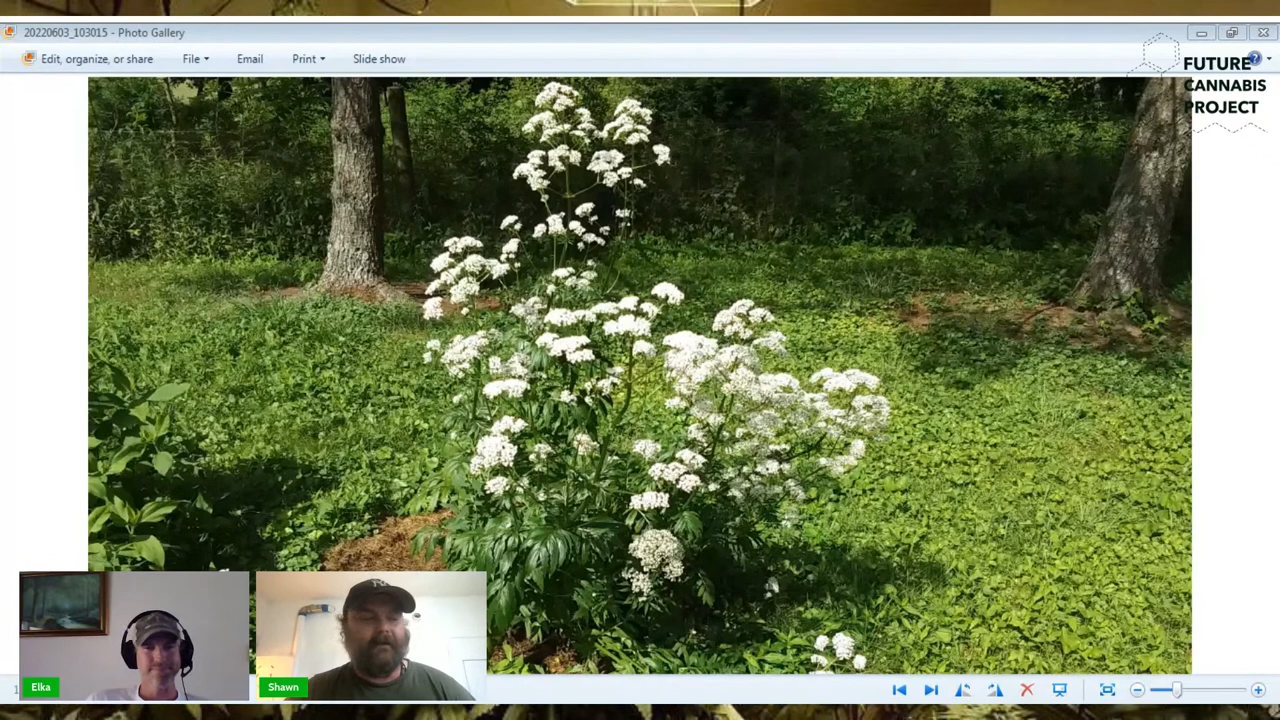 20220603_103015 - Photo Gallery
Edit, organize, or share
File
Email
Print
Slide show
FUTURE
CANNABIS
PROJECT
Elka
Shawn